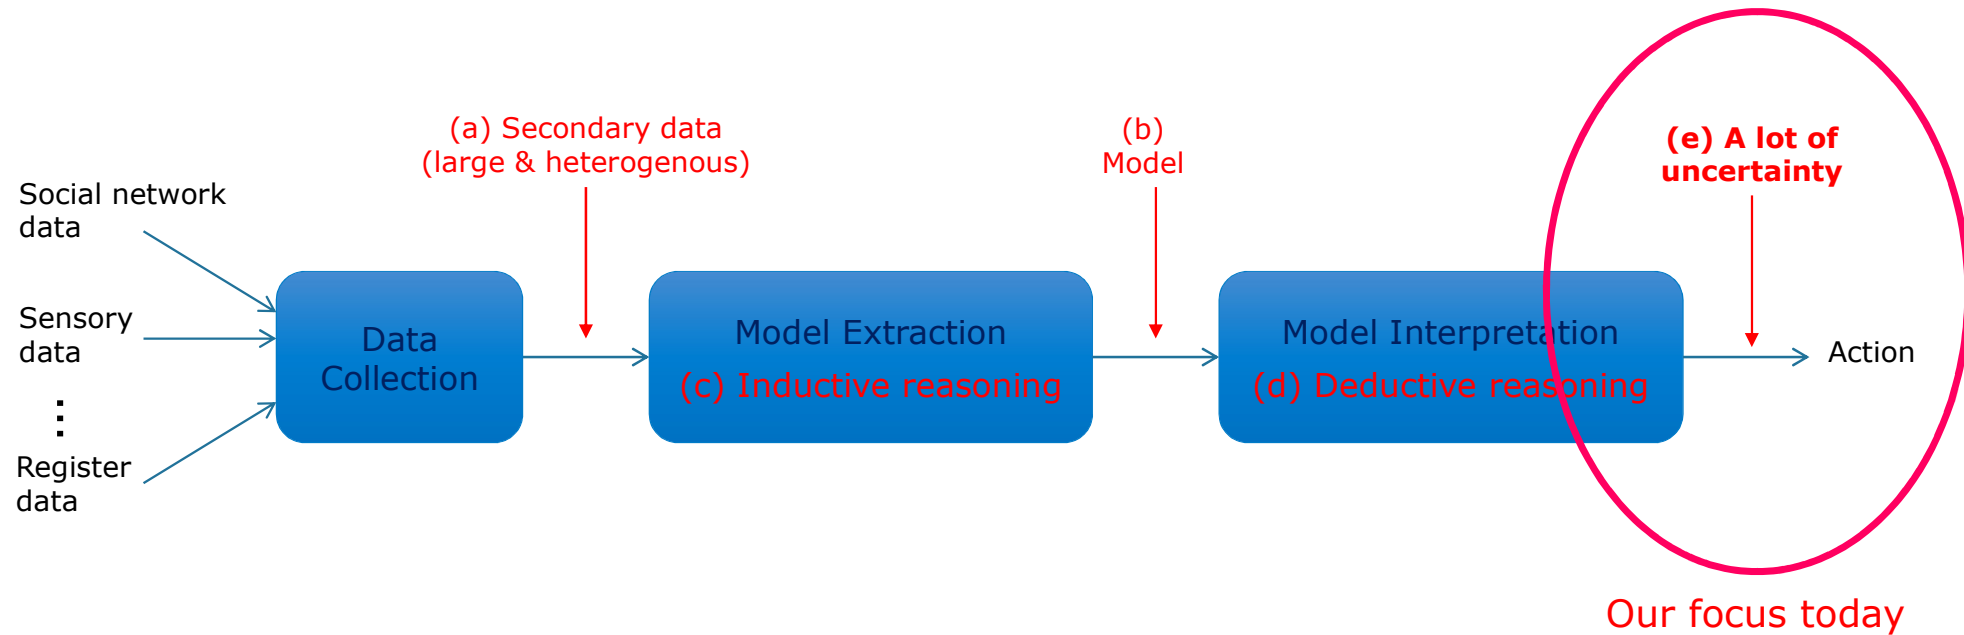 (a) Secondary data
(large & heterogenous)
(b)
Model
(e) A lot of
uncertainty
Social network
data
Sensory
data
⋮
Register
data
Data
Collection
Model Extraction
(c) Inductive reasoning
Model Interpretation
(d) Deductive reasoning
Action
Our focus today